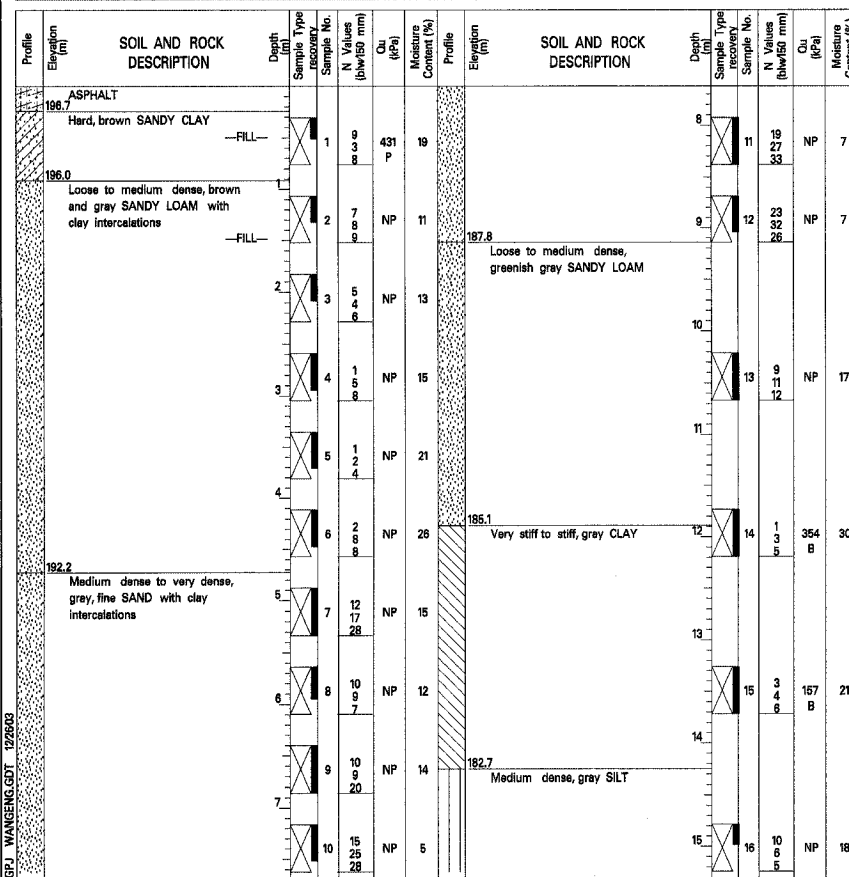 Profile
Elevation (m)
SOIL AND ROCK
DESCRIPTION
Depth (m)
Sample Type
recovery
Sample No.
N Values
(blw/150 mm)
Qu
(kPa)
Moisture
Content (%)
ASPHALT
196.7
Hard, brown SANDY CLAY
—FILL—
1
9
3
8
431
P
19
196.0
1
Loose to medium dense, brown
and gray SANDY LOAM with
clay intercalations
—FILL—
2
7
8
9
NP
11
2
3
5
4
6
NP
13
3
4
1
5
8
NP
15
5
1
2
4
NP
21
4
6
2
8
8
NP
26
192.2
Medium dense to very dense,
gray, fine SAND with clay
intercalations
5
7
12
17
28
NP
15
6
8
10
9
7
NP
12
9
10
9
20
NP
14
7
10
15
25
28
NP
5
GPJ WANGENG.GDT 12/26/03
Profile
Elevation (m)
SOIL AND ROCK
DESCRIPTION
Depth (m)
Sample Type
recovery
Sample No.
N Values
(blw/150 mm)
Qu
(kPa)
Moisture
8
11
19
27
33
NP
7
9
12
23
32
26
NP
7
187.8
Loose to medium dense,
greenish gray SANDY LOAM
10
13
9
11
12
NP
17
11
185.1
Very stiff to stiff, gray CLAY
12
14
1
3
5
354
B
30
13
15
3
4
6
157
B
21
14
182.7
Medium dense, gray SILT
15
16
10
6
5
NP
18